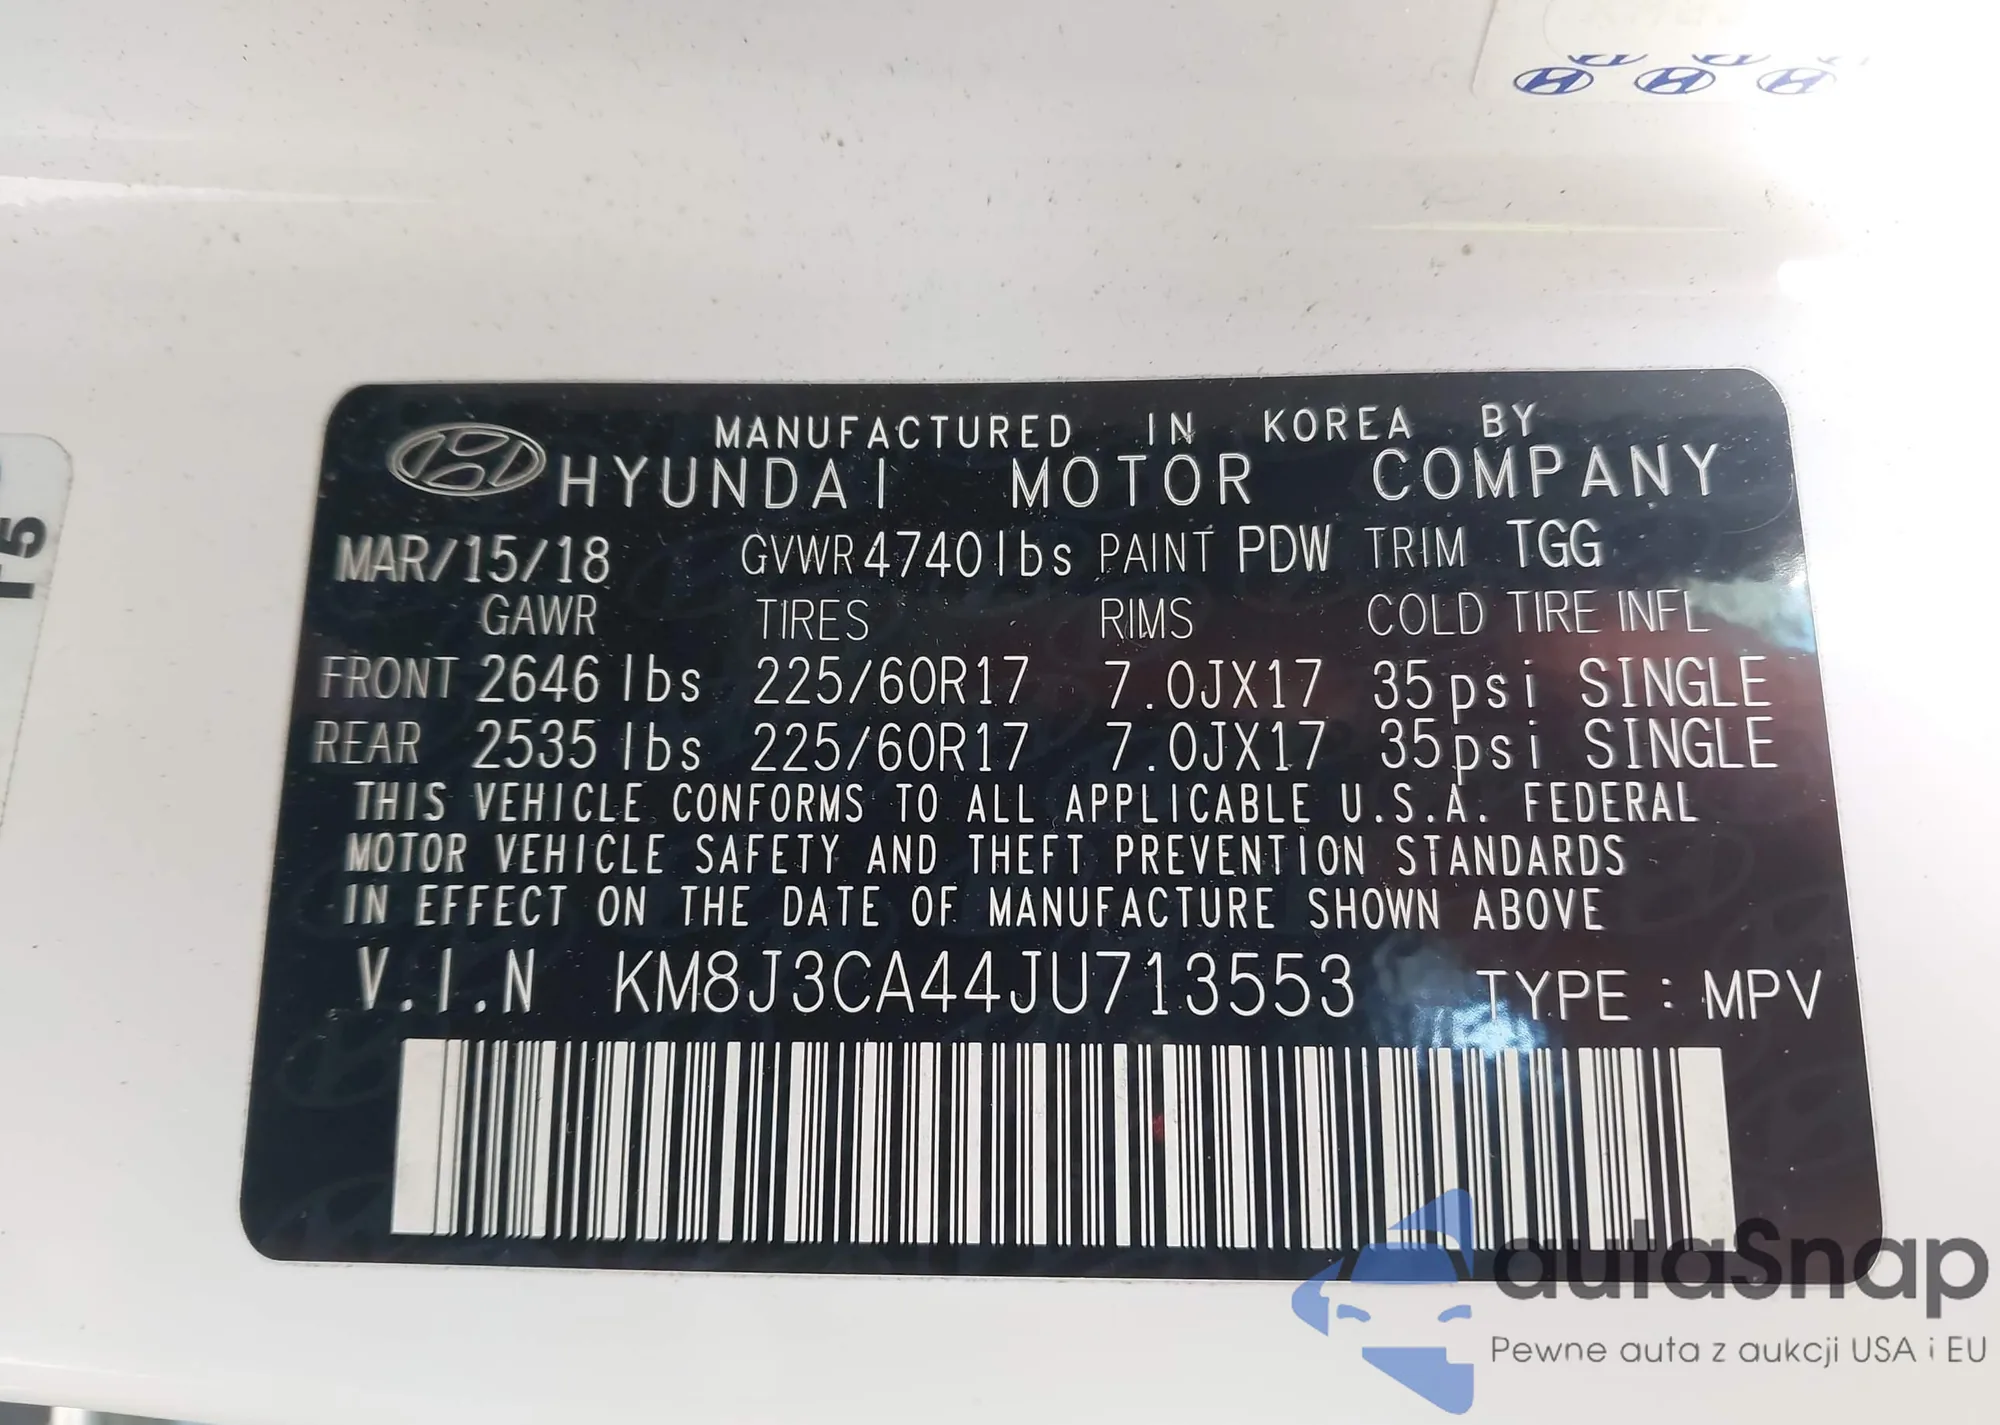 MANUFACTURED IN KOREA BY
HYUNDAI MOTOR COMPANY
MAR/15/18 GVWR 4740lbs PAINT PDW TRIM TGG
GAWR TIRES RIMS COLD TIRE INFL
FRONT 2646 lbs 225/60R17 7.0JX17 35psi SINGLE
REAR 2535 lbs 225/60R17 7.0JX17 35psi SINGLE
THIS VEHICLE CONFORMS TO ALL APPLICABLE U.S.A. FEDERAL
MOTOR VEHICLE SAFETY AND THEFT PREVENTION STANDARDS
IN EFFECT ON THE DATE OF MANUFACTURE SHOWN ABOVE
V.I.N KM8J3CA44JU713553 TYPE : MPV
autaSnap
Pewne auta z aukcji USA i EU